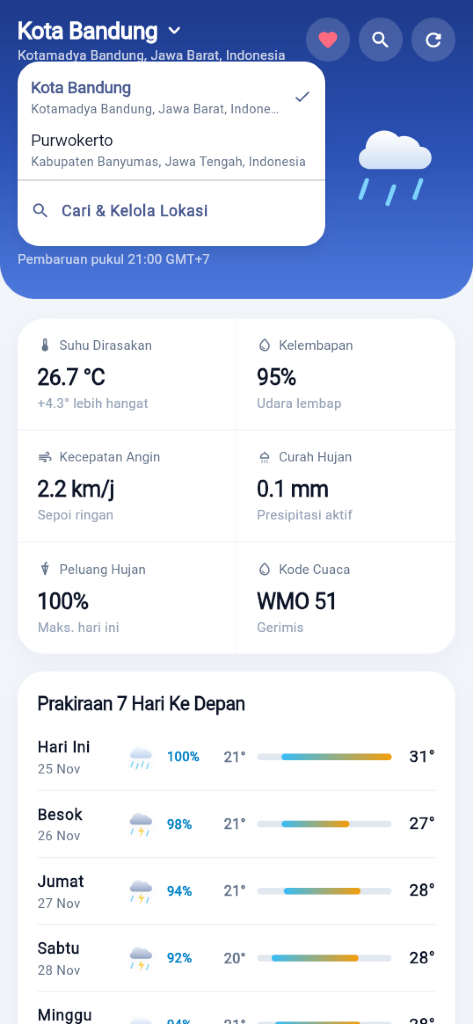 Kota Bandung
Kotamadya Bandung, Jawa Barat, Indonesia
Kota Bandung
Kotamadya Bandung, Jawa Barat, Indone...
Purwokerto
Kabupaten Banyumas, Jawa Tengah, Indonesia
Cari & Kelola Lokasi
Pembaruan pukul 21:00 GMT+7
Suhu Dirasakan
26.7 °C
+4.3° lebih hangat
Kelembapan
95%
Udara lembap
Kecepatan Angin
2.2 km/j
Sepoi ringan
Curah Hujan
0.1 mm
Presipitasi aktif
Peluang Hujan
100%
Maks. hari ini
Kode Cuaca
WMO 51
Gerimis
Prakiraan 7 Hari Ke Depan
Hari Ini
25 Nov
100% 21° 31°
Besok
26 Nov
98% 21° 27°
Jumat
27 Nov
94% 21° 28°
Sabtu
28 Nov
92% 20° 28°
Minggu
94% 21° 28°